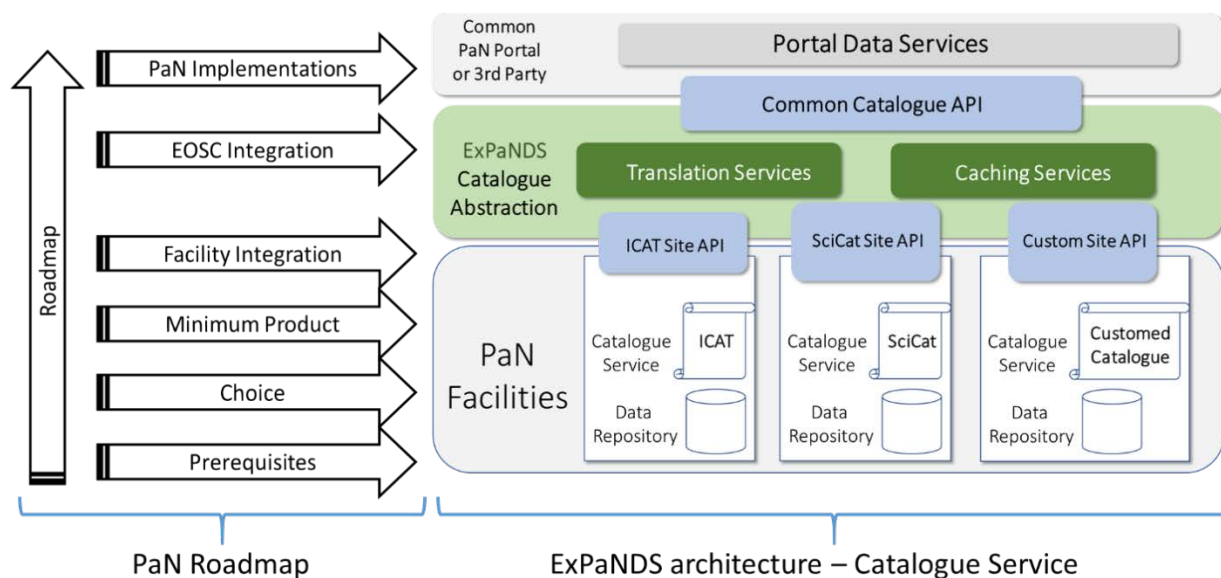 Roadmap
PaN Implementations
EOSC Integration
Facility Integration
Minimum Product
Choice
Prerequisites
PaN Roadmap
Common
PaN Portal
or 3rd Party
Portal Data Services
Common Catalogue API
ExPaNDS
Catalogue
Abstraction
Translation Services
Caching Services
ICAT Site API
SciCat Site API
Custom Site API
PaN
Facilities
Catalogue
Service
ICAT
Data
Repository
Catalogue
Service
SciCat
Data
Repository
Catalogue
Service
Customed
Catalogue
Data
Repository
ExPaNDS architecture – Catalogue Service